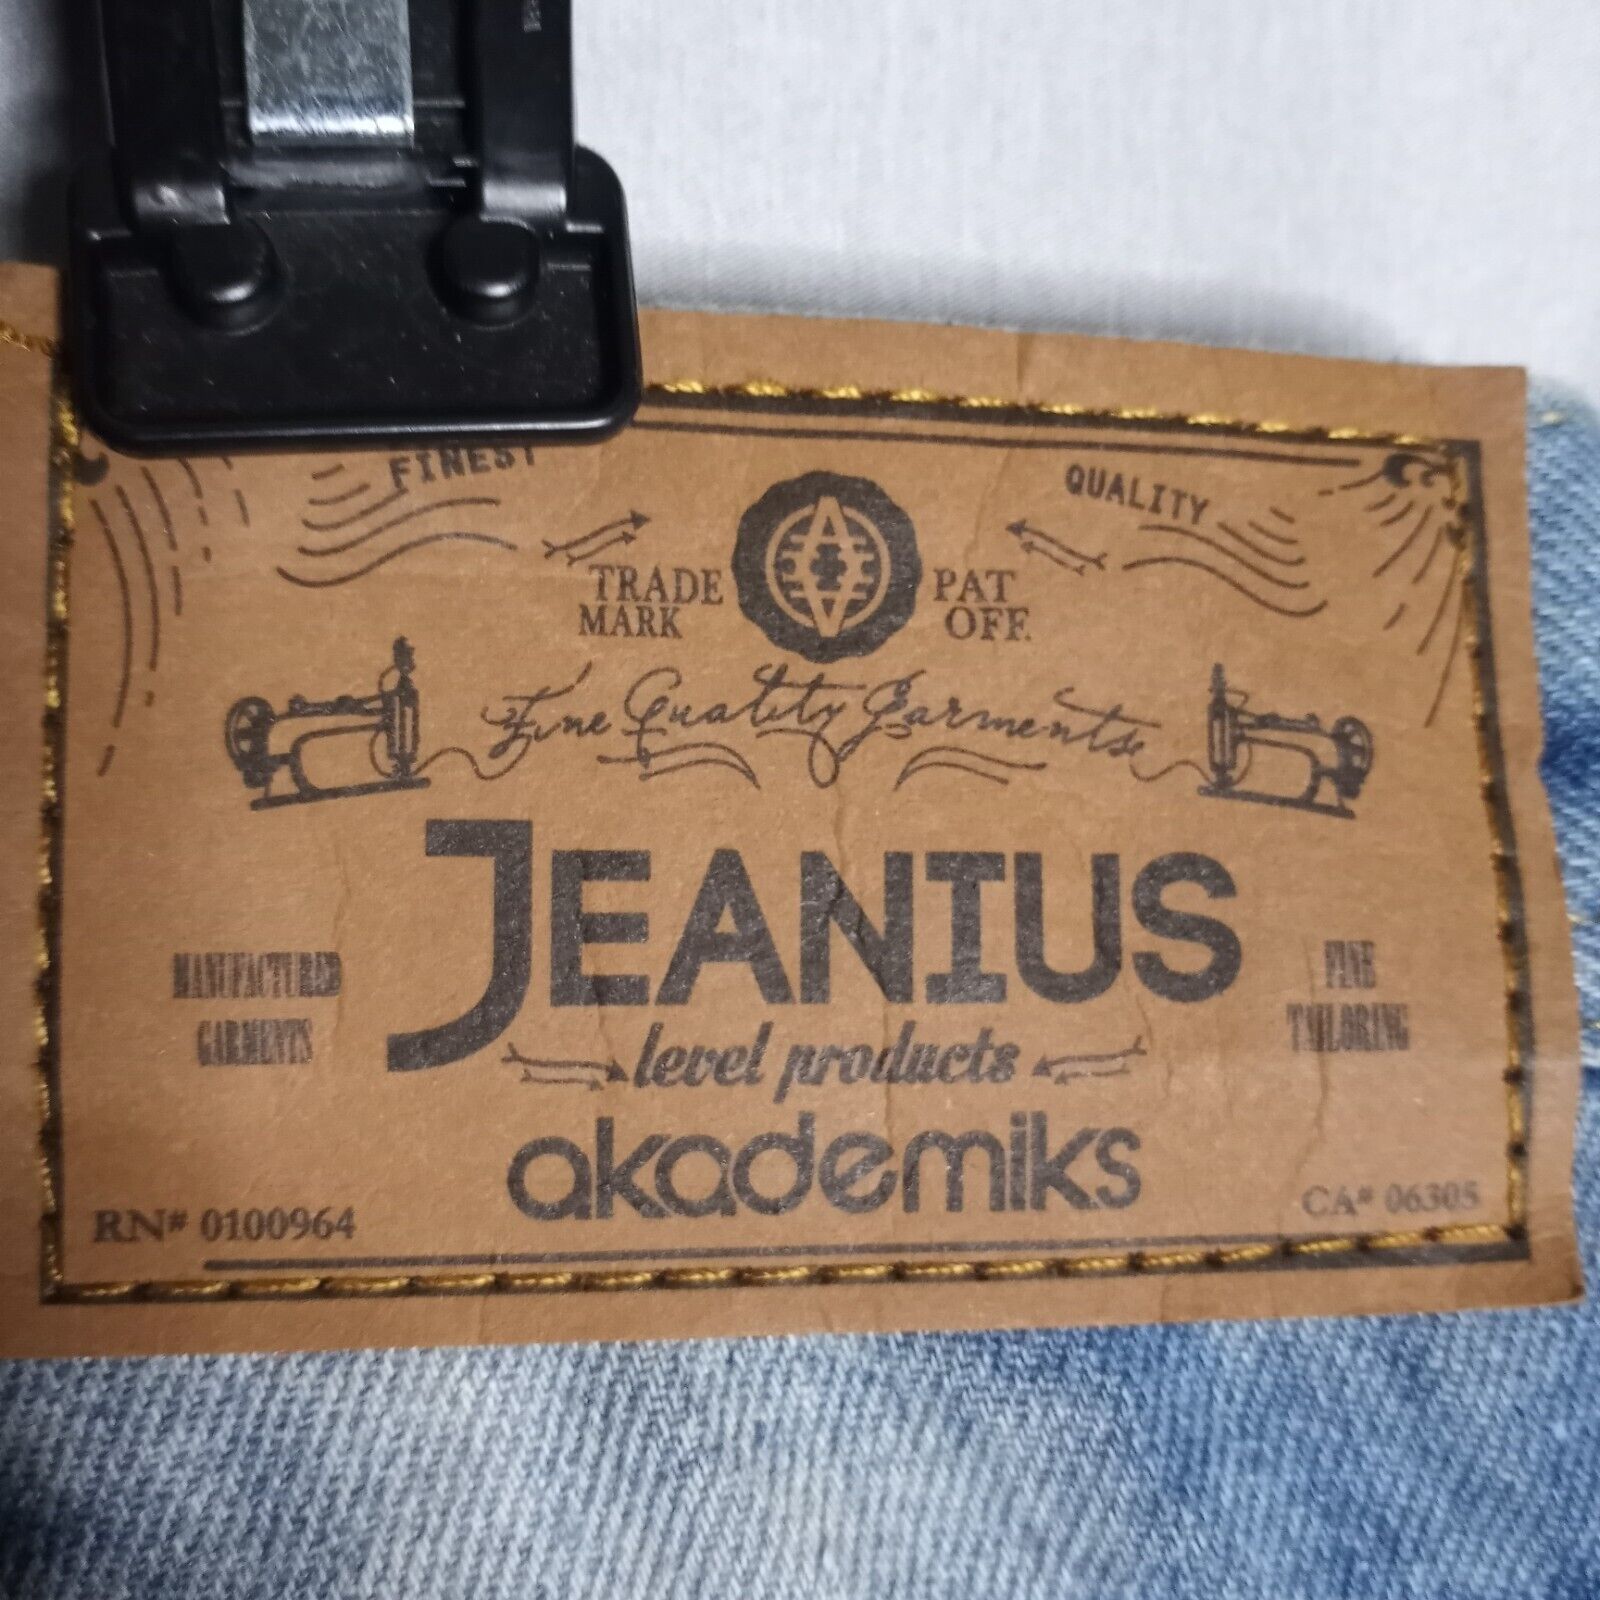 FINEST
QUALITY
TRADE MARK
PAT OFF.
Fine Quality Garments
JEANIUS
MANUFACTURED GARMENTS
FINE TAILORING
level products
akademiks
RN# 0100964
CA# 06305